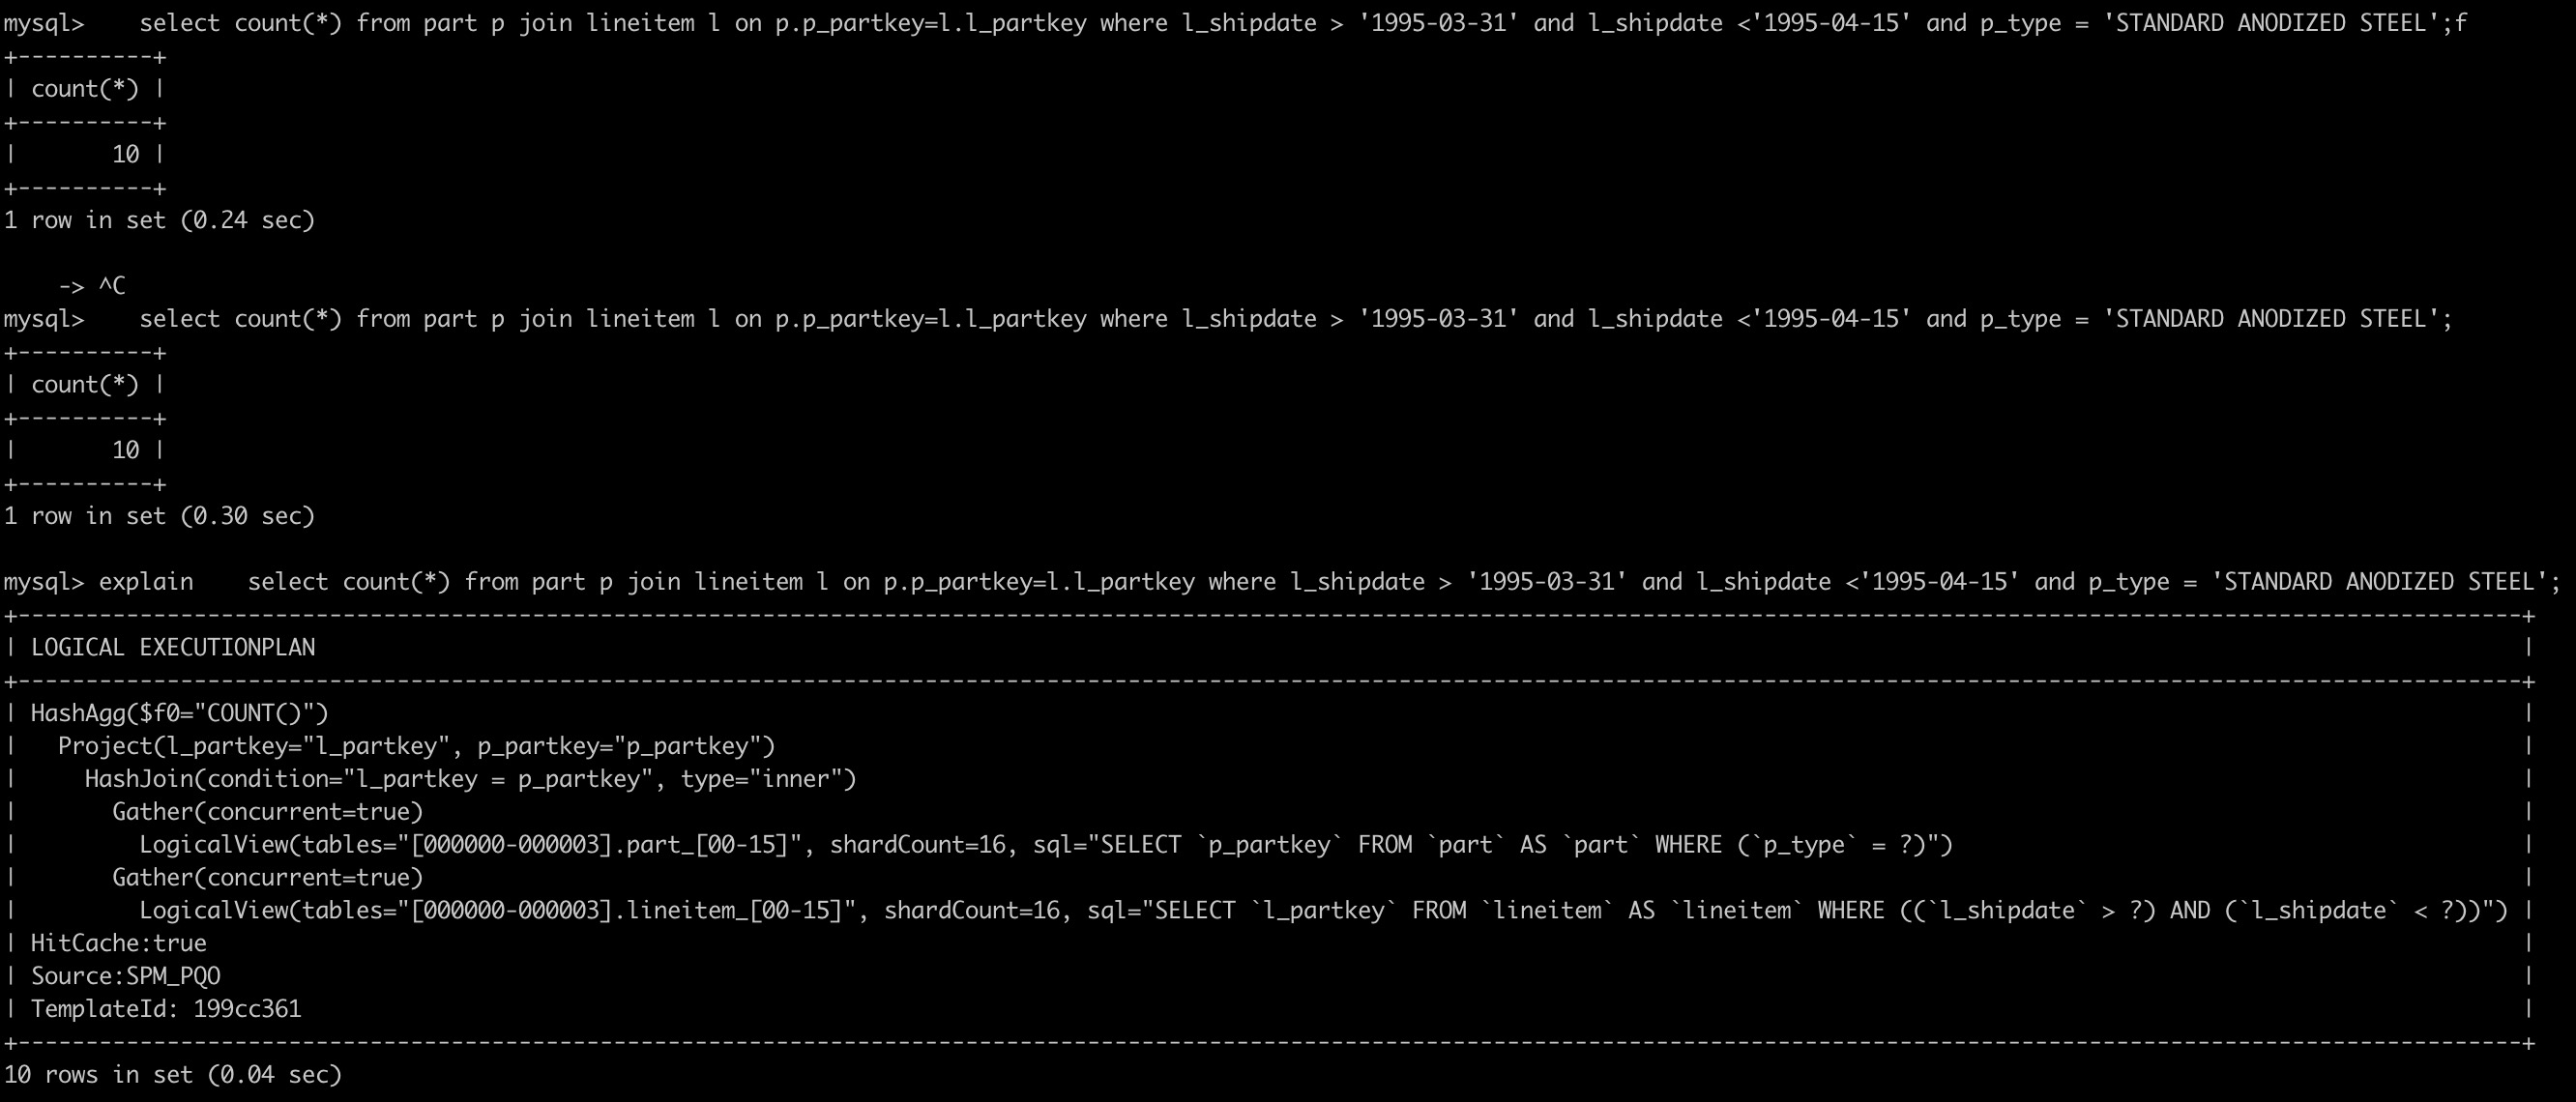 mysql>    select count(*) from part p join lineitem l on p.p_partkey=l.l_partkey where l_shipdate > '1995-03-31' and l_shipdate <'1995-04-15' and p_type = 'STANDARD ANODIZED STEEL';f
+----------+
| count(*) |
+----------+
|       10 |
+----------+
1 row in set (0.24 sec)

    -> ^C
mysql>    select count(*) from part p join lineitem l on p.p_partkey=l.l_partkey where l_shipdate > '1995-03-31' and l_shipdate <'1995-04-15' and p_type = 'STANDARD ANODIZED STEEL';
+----------+
| count(*) |
+----------+
|       10 |
+----------+
1 row in set (0.30 sec)

mysql> explain    select count(*) from part p join lineitem l on p.p_partkey=l.l_partkey where l_shipdate > '1995-03-31' and l_shipdate <'1995-04-15' and p_type = 'STANDARD ANODIZED STEEL';
+----------------------------------------------------------------------------------------------------------------------------------------------------------------------------------------+
| LOGICAL EXECUTIONPLAN |
+----------------------------------------------------------------------------------------------------------------------------------------------------------------------------------------+
| HashAgg($f0="COUNT()") |
|   Project(l_partkey="l_partkey", p_partkey="p_partkey") |
|     HashJoin(condition="l_partkey = p_partkey", type="inner") |
|       Gather(concurrent=true) |
|         LogicalView(tables="[000000-000003].part_[00-15]", shardCount=16, sql="SELECT `p_partkey` FROM `part` AS `part` WHERE (`p_type` = ?)") |
|       Gather(concurrent=true) |
|         LogicalView(tables="[000000-000003].lineitem_[00-15]", shardCount=16, sql="SELECT `l_partkey` FROM `lineitem` AS `lineitem` WHERE ((`l_shipdate` > ?) AND (`l_shipdate` < ?))") |
| HitCache:true |
| Source:SPM_PQO |
| TemplateId: 199cc361 |
+----------------------------------------------------------------------------------------------------------------------------------------------------------------------------------------+
10 rows in set (0.04 sec)